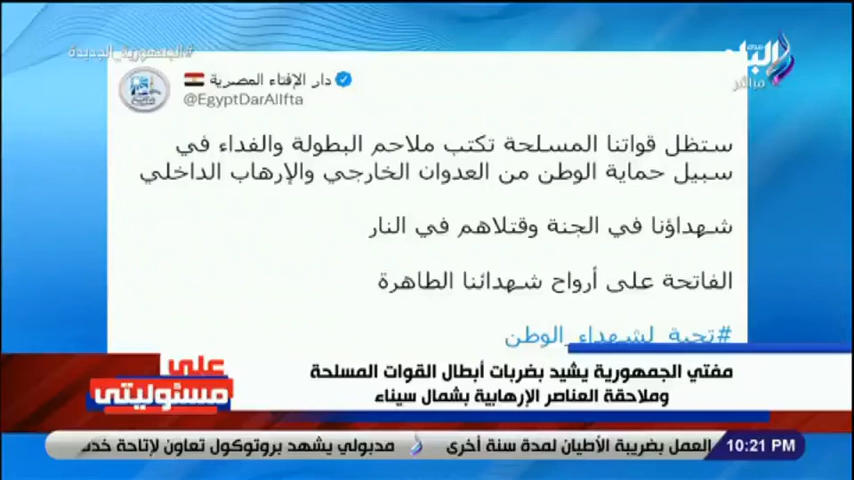 #الجمهورية_الجديدة
صدى
البلد
مباشر
دار الإفتاء المصرية
@EgyptDarAlIfta
ستظل قواتنا المسلحة تكتب ملاحم البطولة والفداء في
سبيل حماية الوطن من العدوان الخارجي والإرهاب الداخلي
شهداؤنا في الجنة وقتلاهم في النار
الفاتحة على أرواح شهدائنا الطاهرة
#تحية_لشهداء_الوطن
على
مسئوليتي
مفتي الجمهورية يشيد بضربات أبطال القوات المسلحة
وملاحقة العناصر الإرهابية بشمال سيناء
10:21 PM
العمل بضريبة الأطيان لمدة سنة أخرى
مدبولي يشهد بروتوكول تعاون لإتاحة